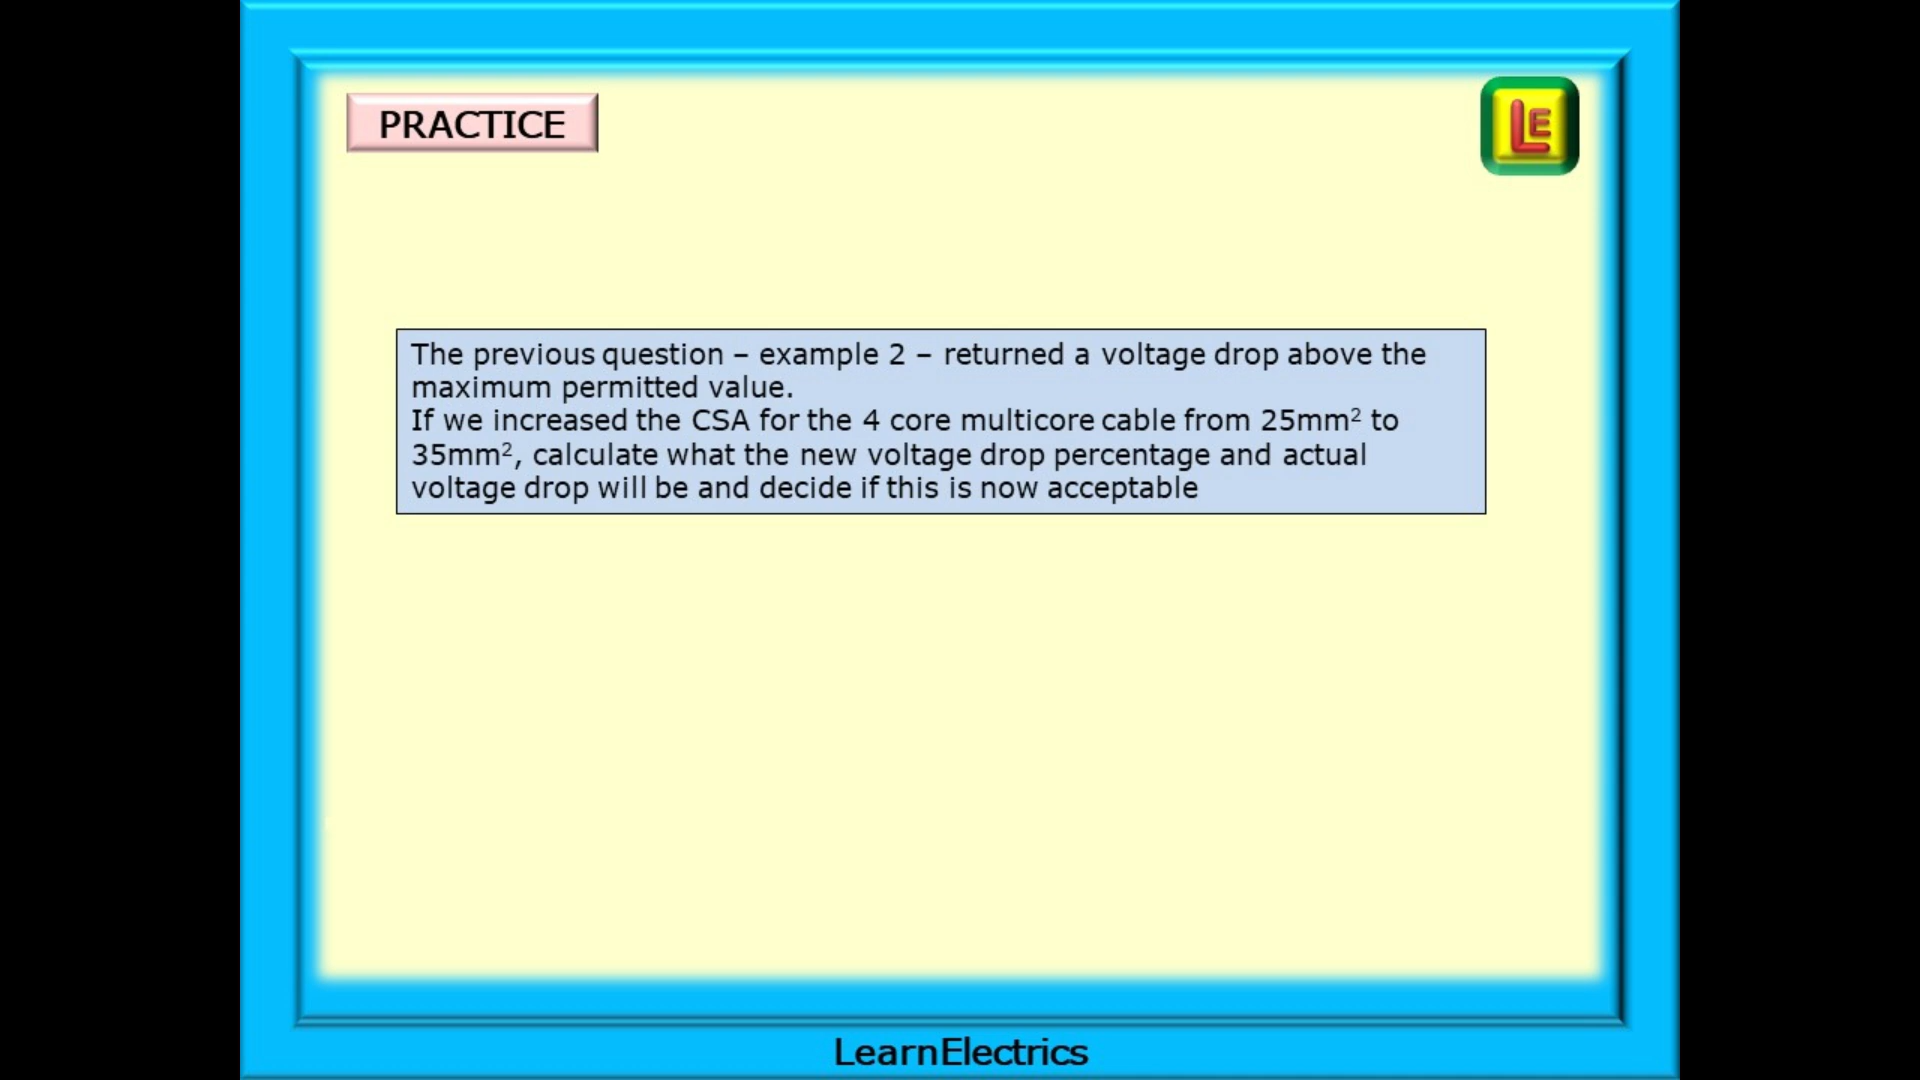 PRACTICE
LE
The previous question – example 2 – returned a voltage drop above the
maximum permitted value.
If we increased the CSA for the 4 core multicore cable from 25mm² to
35mm², calculate what the new voltage drop percentage and actual
voltage drop will be and decide if this is now acceptable
LearnElectrics